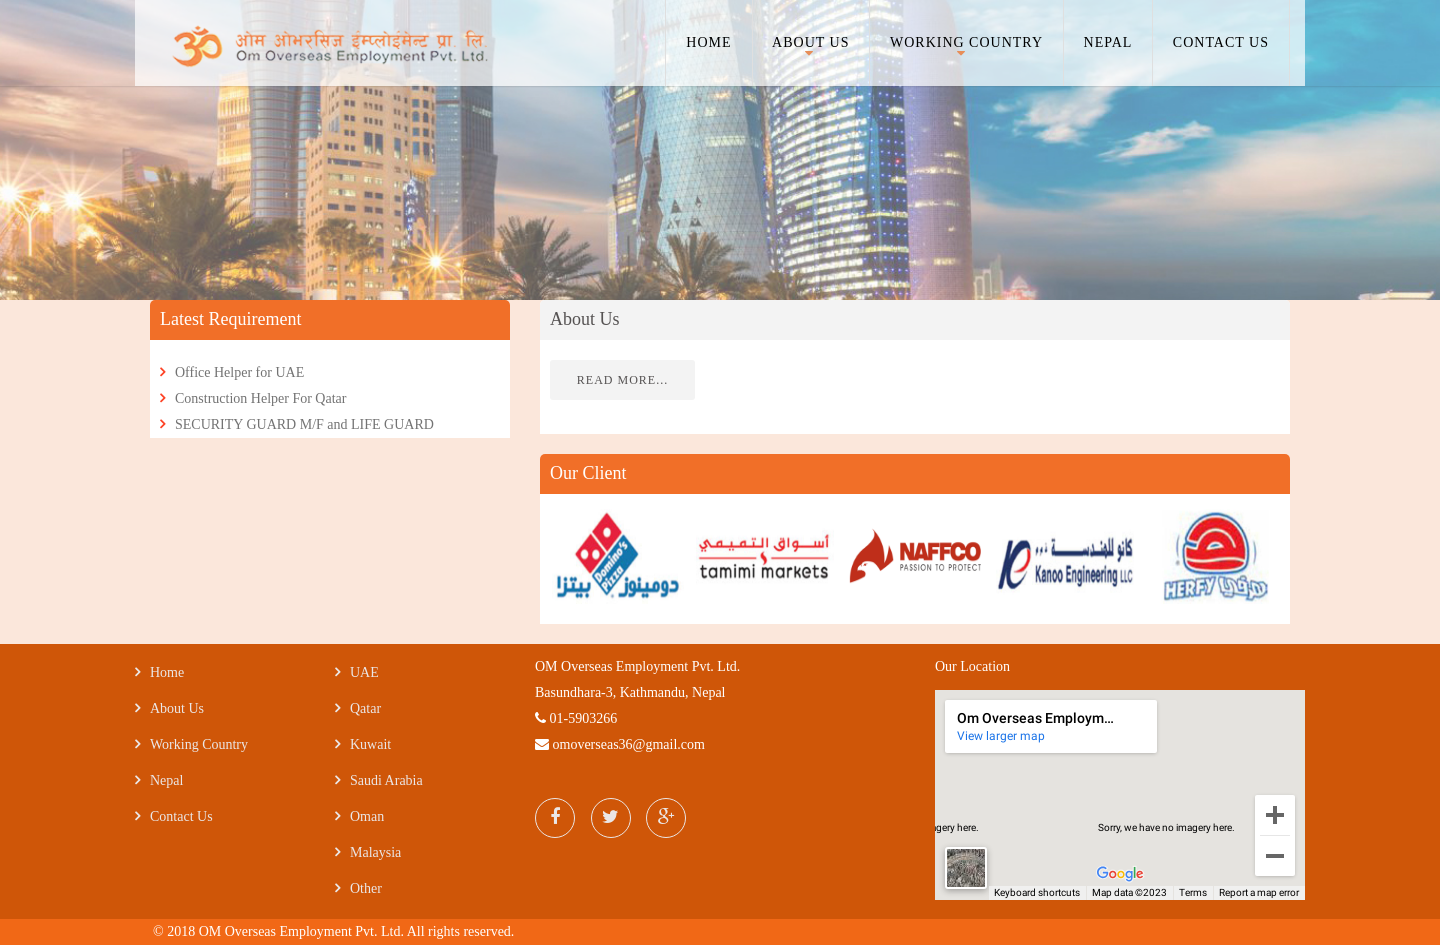 ओम ओभरसिज इंम्प्लोइमेन्ट प्रा. लि.
Om Overseas Employment Pvt. Ltd.
HOME
ABOUT US
WORKING COUNTRY
NEPAL
CONTACT US
Latest Requirement
Office Helper for UAE
Construction Helper For Qatar
SECURITY GUARD M/F and LIFE GUARD
About Us
READ MORE...
Our Client
Domino's Pizza
دومينوز بيتزا
أسواق التميمي
tamimi markets
NAFFCO
PASSION TO PROTECT
كانو للهندسة ذ.م.م
Kanoo Engineering LLC
هرفي
HERFY
Home
About Us
Working Country
Nepal
Contact Us
UAE
Qatar
Kuwait
Saudi Arabia
Oman
Malaysia
Other
OM Overseas Employment Pvt. Ltd.
Basundhara-3, Kathmandu, Nepal
01-5903266
omoverseas36@gmail.com
Our Location
Om Overseas Employm...
View larger map
agery here.
Sorry, we have no imagery here.
Google
Keyboard shortcuts
Map data ©2023
Terms
Report a map error
© 2018 OM Overseas Employment Pvt. Ltd. All rights reserved.